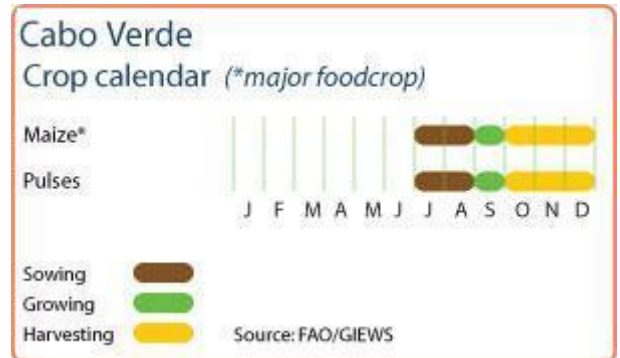 Cabo Verde
Crop calendar (*major foodcrop)
Maize*
Pulses
J F M A M J J A S O N D
Sowing
Growing
Harvesting Source: FAO/GIEWS